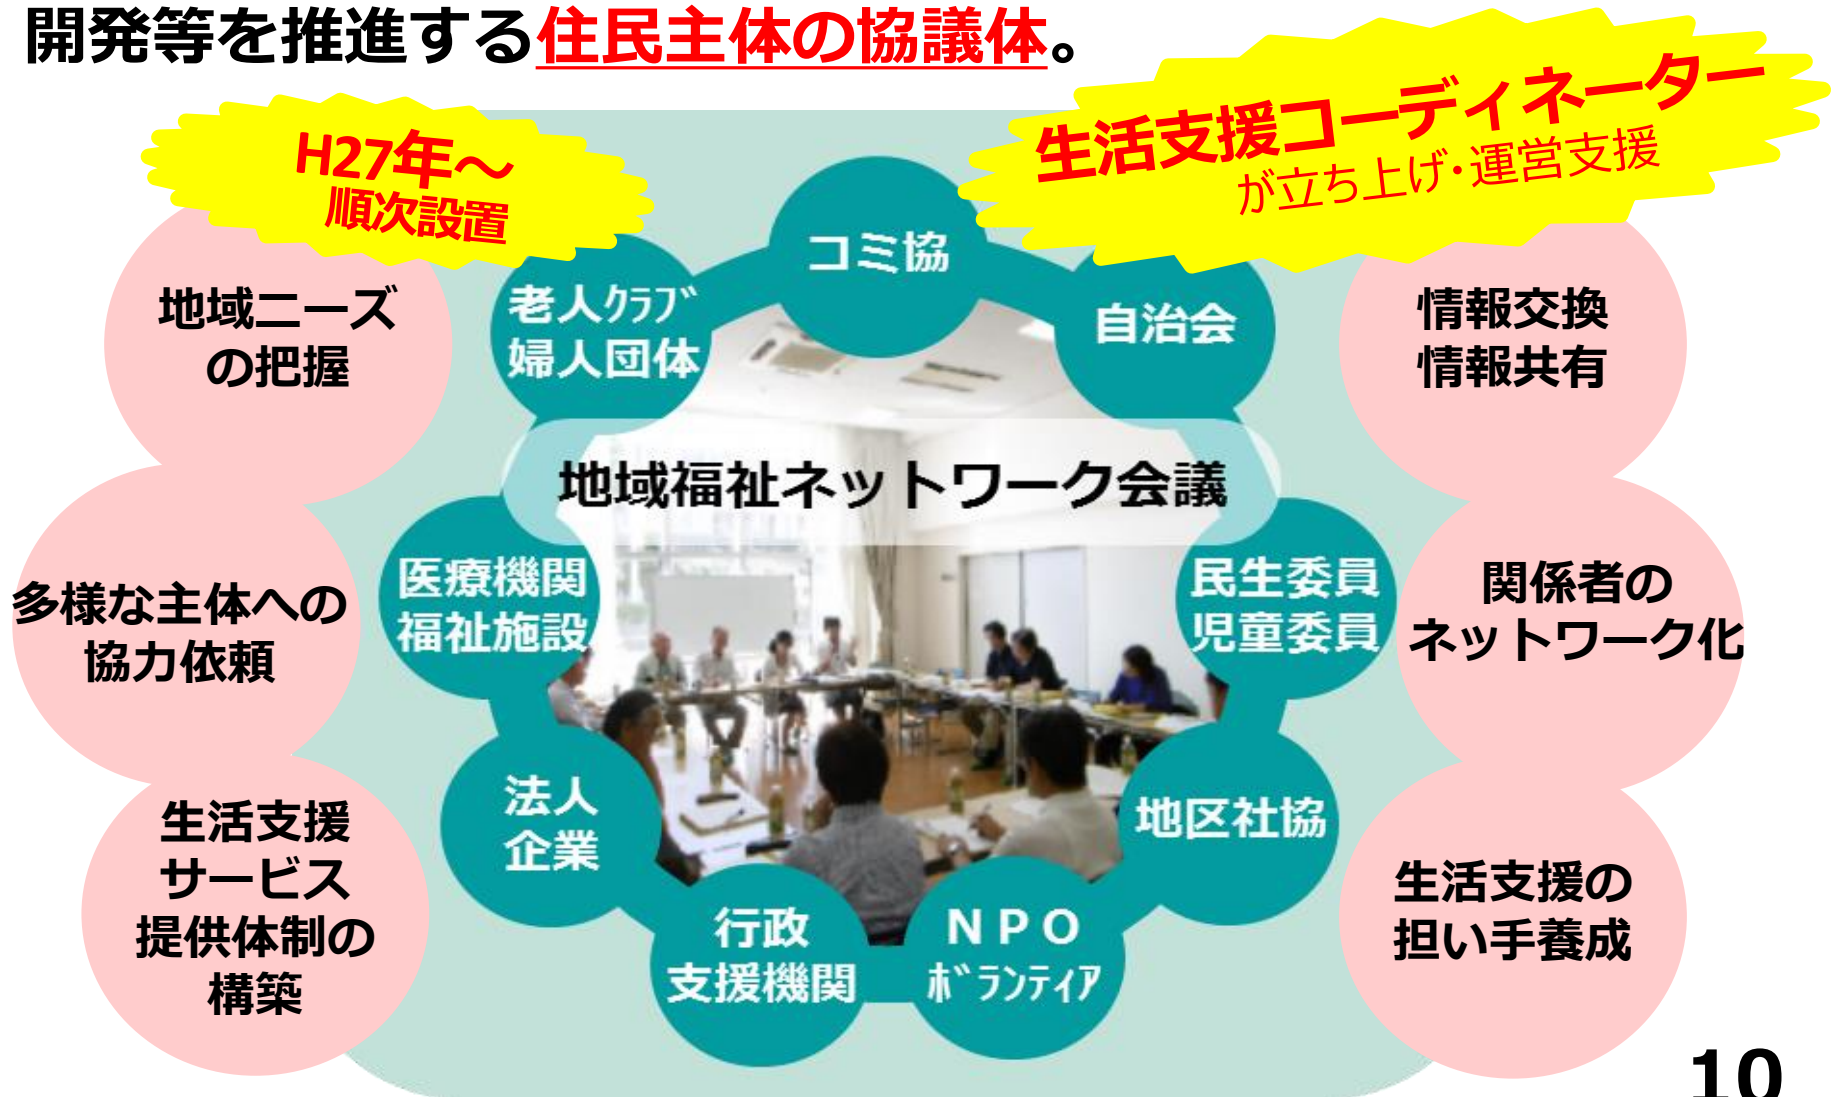 開発等を推進する住民主体の協議体。
生活支援コーディネーター
が立ち上げ・運営支援
H27年～
順次設置
コミ協
老人ｸﾗﾌﾞ
婦人団体
自治会
地域ニーズ
の把握
情報交換
情報共有
地域福祉ネットワーク会議
医療機関
福祉施設
民生委員
児童委員
多様な主体への
協力依頼
関係者の
ネットワーク化
法人
企業
地区社協
生活支援
サービス
提供体制の
構築
生活支援の
担い手養成
行政
支援機関
ＮＰＯ
ﾎﾞﾗﾝﾃｨｱ
10